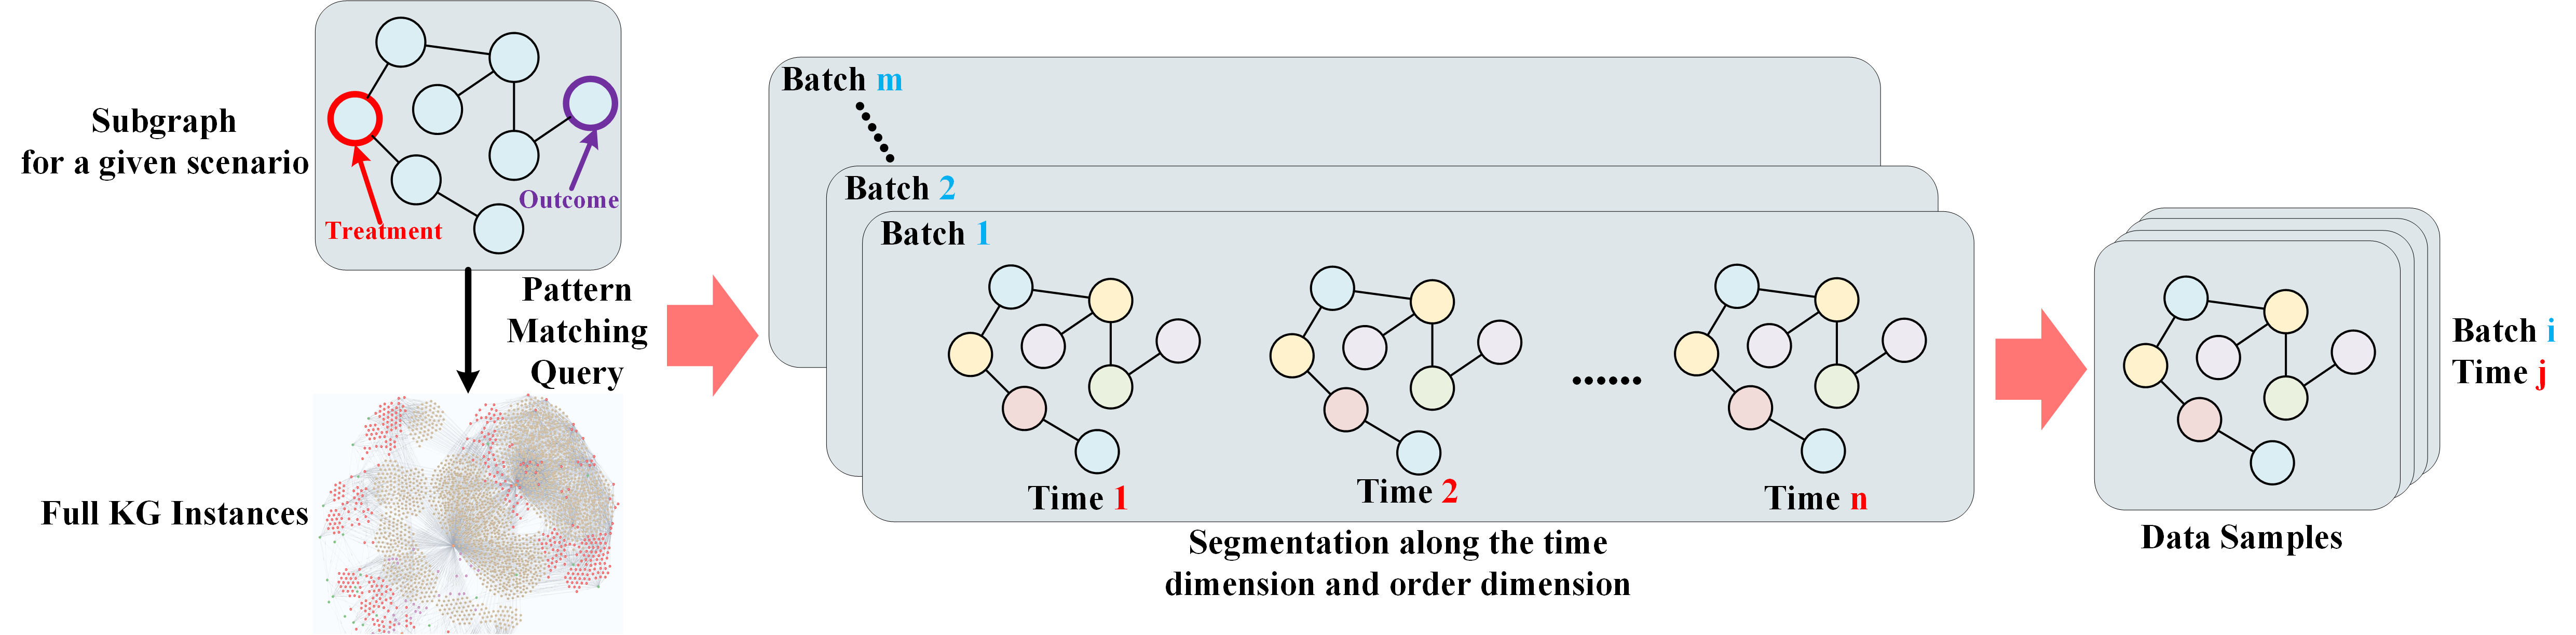 Subgraph
for a given scenario
Treatment
Outcome
Pattern
Matching
Query
Full KG Instances
Batch m
Batch 2
Batch 1
Time 1
Time 2
Time n
Segmentation along the time
dimension and order dimension
Batch i
Time j
Data Samples